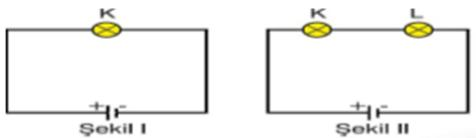 K
K L
+ -
+ -
Şekil I
Şekil II